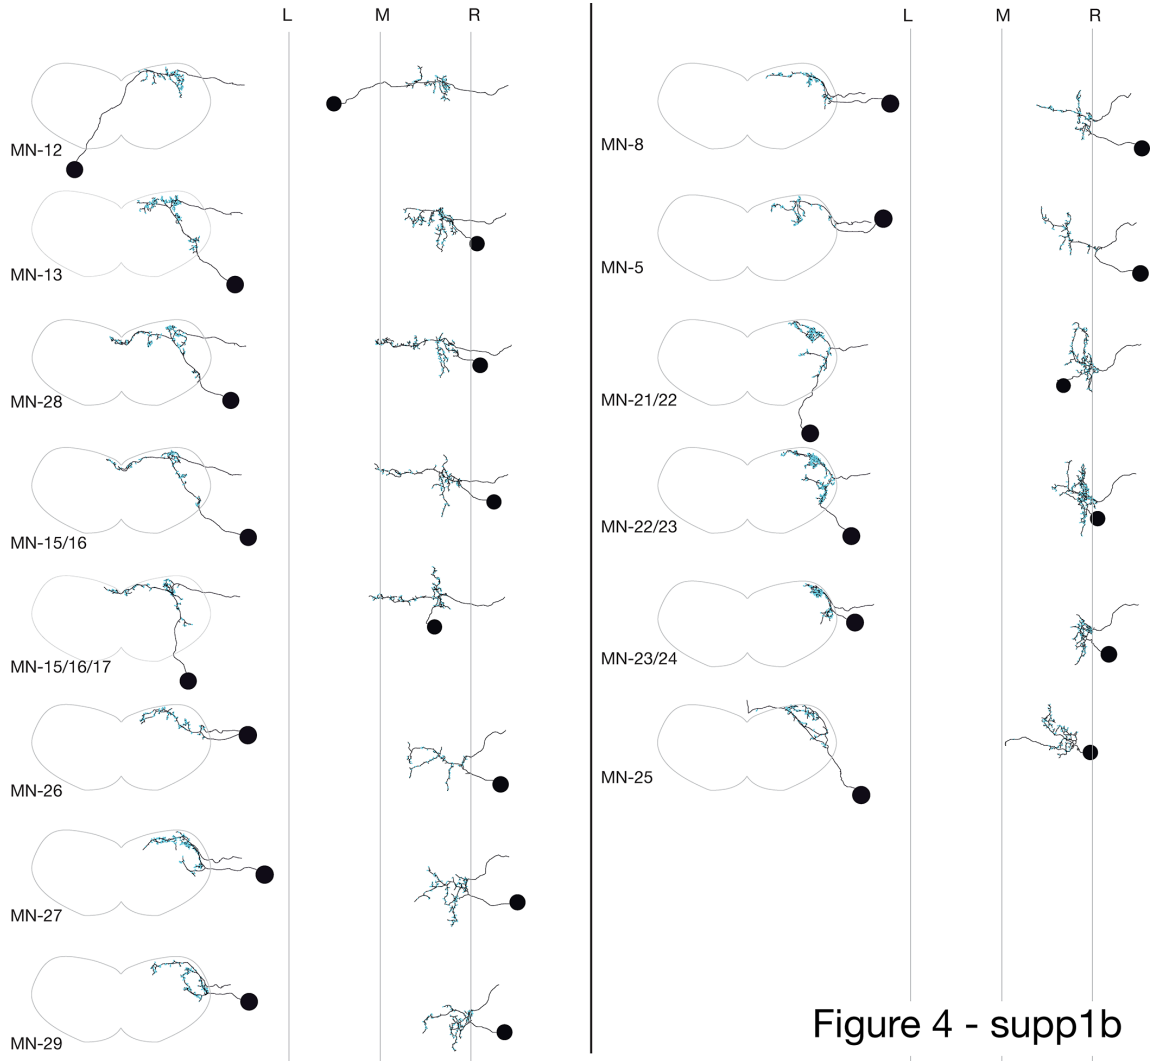 L M R
MN-12
MN-13
MN-28
MN-15/16
MN-15/16/17
MN-26
MN-27
MN-29
L M R
MN-8
MN-5
MN-21/22
MN-22/23
MN-23/24
MN-25
Figure 4 - supp1b